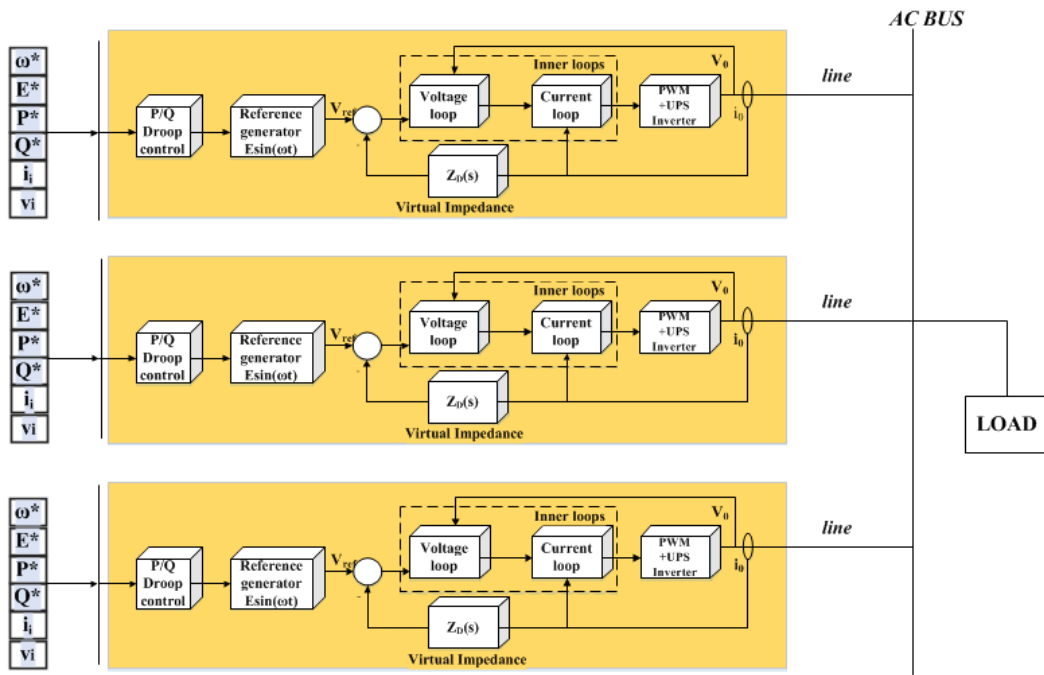 AC BUS
ω*
E*
P*
Q*
iᵢ
vi
P/Q
Droop
control
Reference
generator
Esin(ωt)
Vref
-
Inner loops
Voltage
loop
Current
loop
PWM
+UPS
Inverter
V₀
i₀
Z_D(s)
Virtual Impedance
line
ω*
E*
P*
Q*
iᵢ
vi
P/Q
Droop
control
Reference
generator
Esin(ωt)
Vref
-
Inner loops
Voltage
loop
Current
loop
PWM
+UPS
Inverter
V₀
i₀
Z_D(s)
Virtual Impedance
line
LOAD
ω*
E*
P*
Q*
iᵢ
vi
P/Q
Droop
control
Reference
generator
Esin(ωt)
Vref
-
Inner loops
Voltage
loop
Current
loop
PWM
+UPS
Inverter
V₀
i₀
Z_D(s)
Virtual Impedance
line